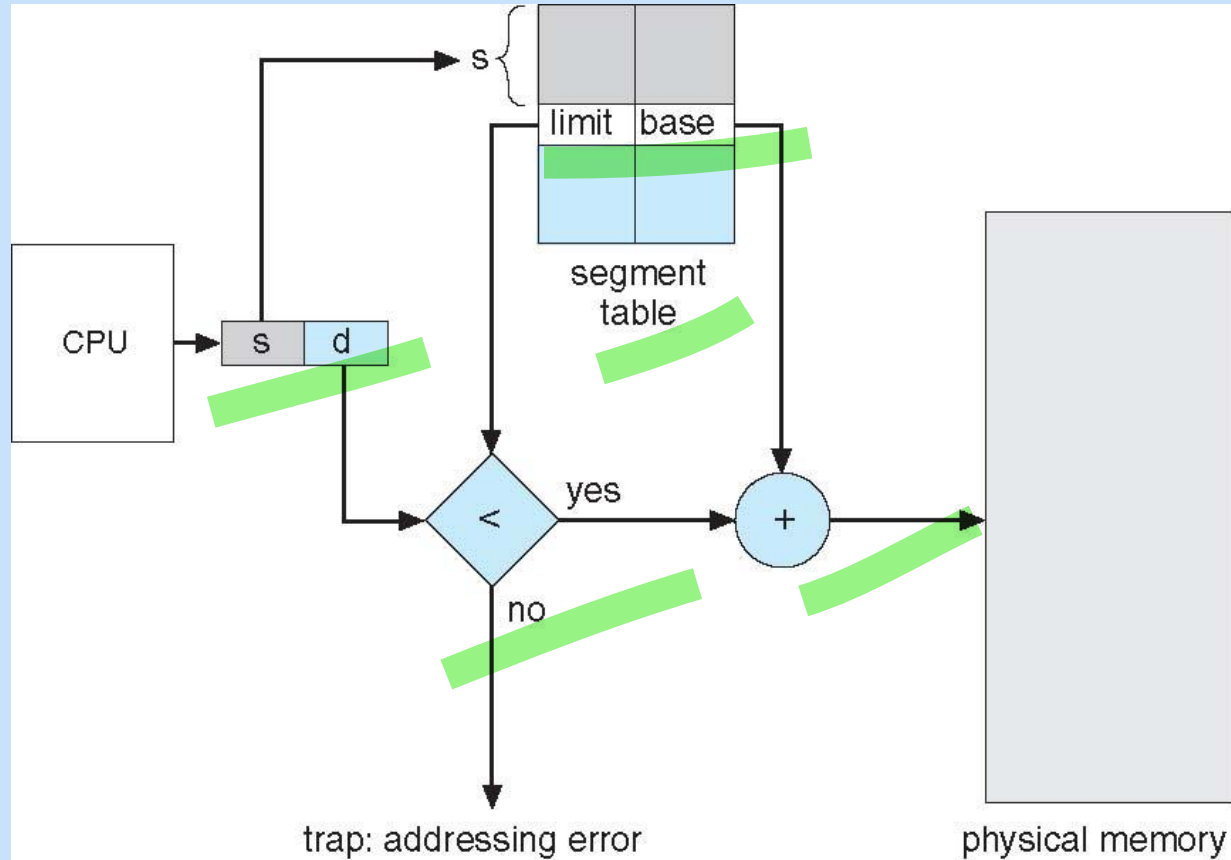 s
limit base
segment
table
CPU
s d
< yes +
no
trap: addressing error
physical memory